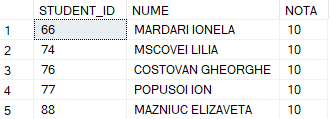 STUDENT_ID NUME NOTA
1 66 MARDARI IONELA 10
2 74 MSCOVEI LILIA 10
3 76 COSTOVAN GHEORGHE 10
4 77 POPUSOI ION 10
5 88 MAZNIUC ELIZAVETA 10